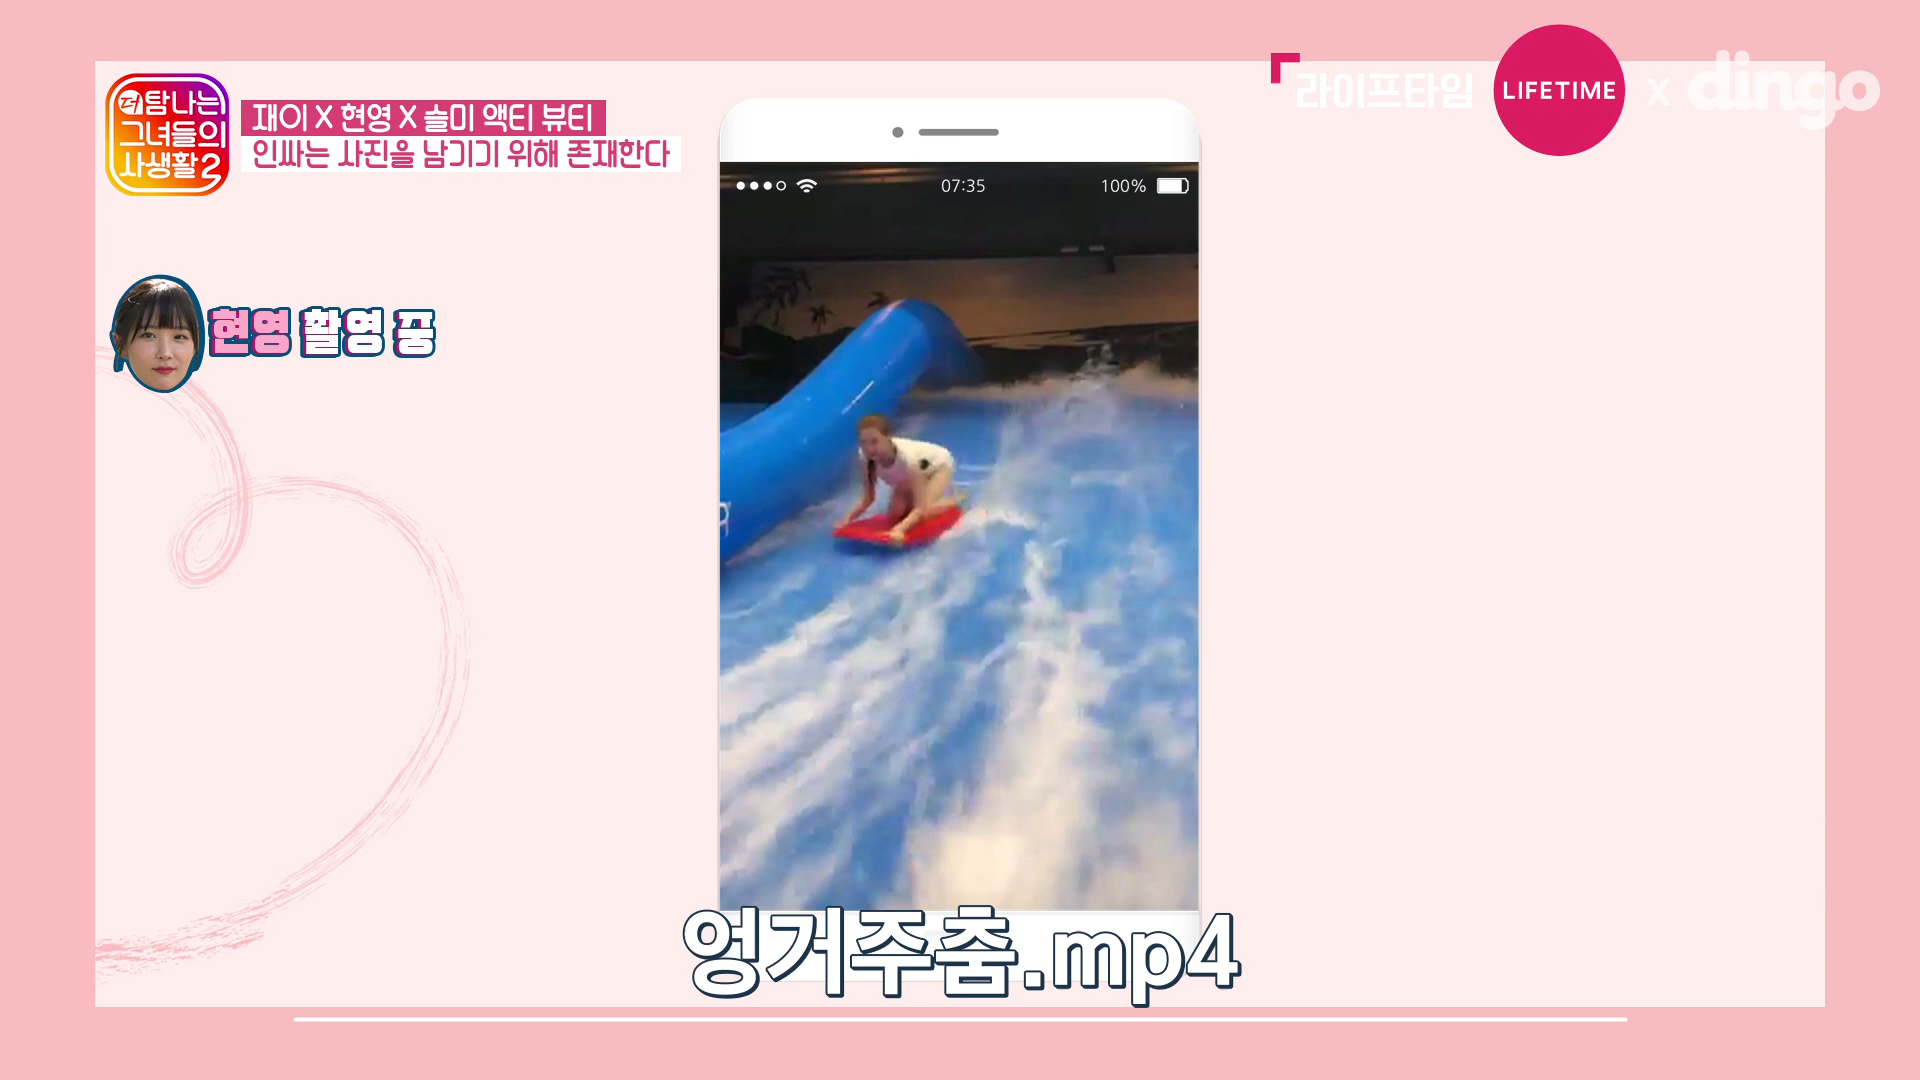 더 탐나는
그녀들의
사생활2
재이 X 현영 X 솔미 액티 뷰티
인싸는 사진을 남기기 위해 존재한다
라이프타임
LIFETIME
X
dingo
07:35
100%
현영 촬영 중
엉거주춤.mp4